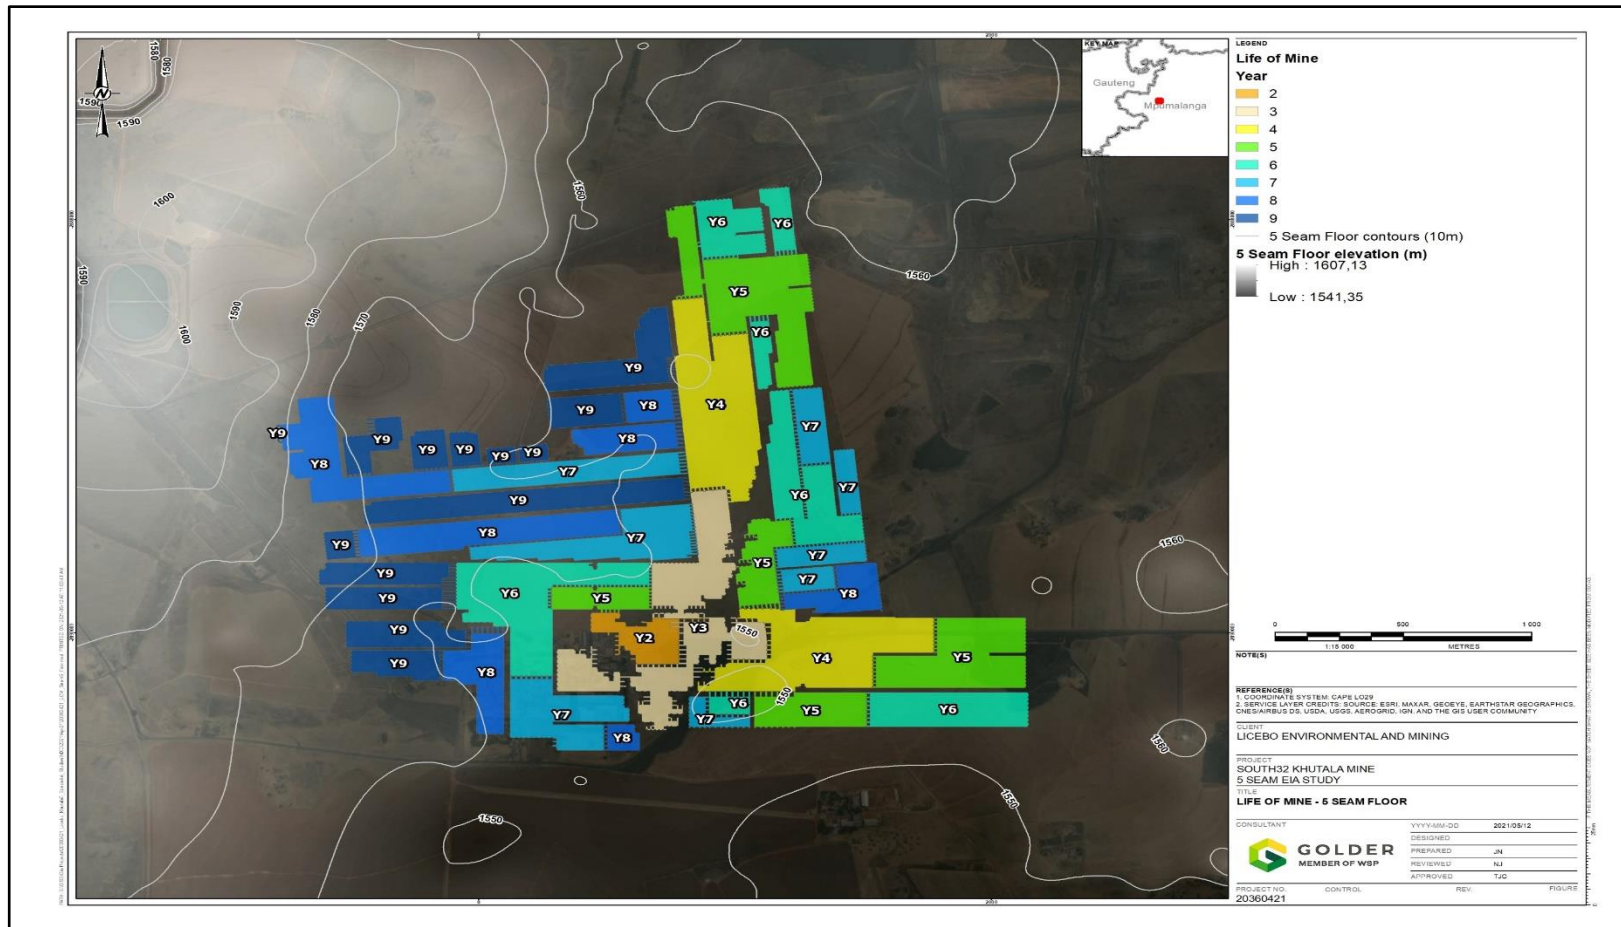 0
2000
KEY MAP
Gauteng
Mpumalanga
N
1580
1580
1590
1590
1600
1590
1600
1590
1580
1570
1560
1560
1560
1560
1550
1550
1550
1550
Y6
Y6
Y5
Y6
Y9
Y9
Y8
Y4
Y7
Y9
Y9
Y9
Y9
Y9
Y9
Y8
Y8
Y7
Y6
Y7
Y9
Y8
Y9
Y7
Y5
Y7
Y7
Y8
Y9
Y9
Y6
Y5
Y9
Y2
Y3
Y9
Y8
Y4
Y5
Y7
Y6
Y7
Y5
Y6
Y8
0
2000
LEGEND
Life of Mine
Year
2
3
4
5
6
7
8
9
5 Seam Floor contours (10m)
5 Seam Floor elevation (m)
High : 1607,13
Low : 1541,35
0 500 1 000
1:15 000 METRES
NOTE(S)
REFERENCE(S)
1. COORDINATE SYSTEM: CAPE LO29
2. SERVICE LAYER CREDITS: SOURCE: ESRI, MAXAR, GEOEYE, EARTHSTAR GEOGRAPHICS,
CNES/AIRBUS DS, USDA, USGS, AEROGRID, IGN, AND THE GIS USER COMMUNITY
CLIENT
LICEBO ENVIRONMENTAL AND MINING
PROJECT
SOUTH32 KHUTALA MINE
5 SEAM EIA STUDY
TITLE
LIFE OF MINE - 5 SEAM FLOOR
CONSULTANT
GOLDER
MEMBER OF WSP
YYYY-MM-DD 2021/05/12
DESIGNED
PREPARED JN
REVIEWED NJ
APPROVED TJC
PROJECT NO. CONTROL REV. FIGURE
20360421